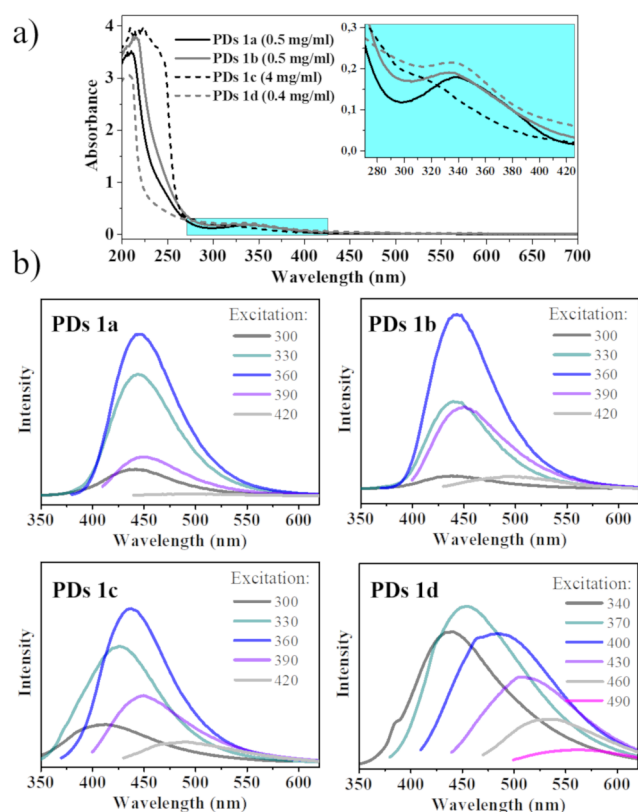 a)
PDs 1a (0.5 mg/ml)
PDs 1b (0.5 mg/ml)
PDs 1c (4 mg/ml)
PDs 1d (0.4 mg/ml)
Absorbance
4
3
2
1
0
200 250 300 350 400 450 500 550 600 650 700
Wavelength (nm)
0,3
0,2
0,1
0,0
280 300 320 340 360 380 400 420
b)
PDs 1a
Excitation:
300
330
360
390
420
Intensity
350 400 450 500 550 600
Wavelength (nm)
PDs 1b
Excitation:
300
330
360
390
420
Intensity
350 400 450 500 550 600
Wavelength (nm)
PDs 1c
Excitation:
300
330
360
390
420
Intensity
350 400 450 500 550 600
Wavelength (nm)
PDs 1d
Excitation:
340
370
400
430
460
490
Intensity
350 400 450 500 550 600
Wavelength (nm)